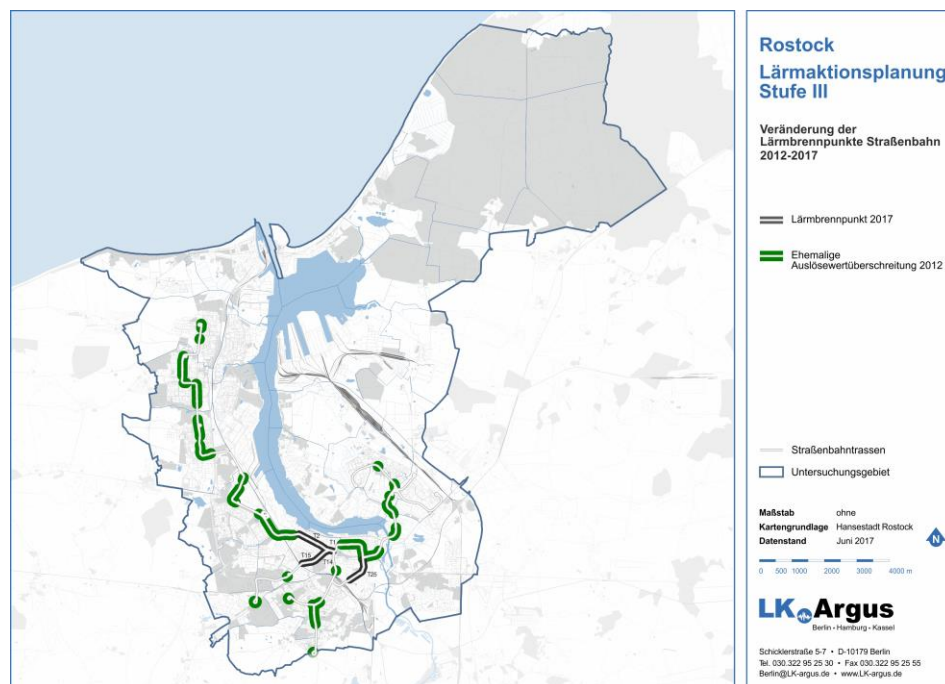 Rostock
Lärmaktionsplanung
Stufe III
Veränderung der
Lärmbrennpunkte Straßenbahn
2012-2017
Lärmbrennpunkt 2017
Ehemalige
Auslösewertüberschreitung 2012
Straßenbahntrassen
Untersuchungsgebiet
Maßstab ohne
Kartengrundlage Hansestadt Rostock
Datenstand Juni 2017
N
0 500 1000 2000 3000 4000 m
LK Argus
Berlin • Hamburg • Kassel
Schicklerstraße 5-7 • D-10179 Berlin
Tel. 030.322 95 25 30 • Fax 030.322 95 25 55
Berlin@LK-argus.de • www.LK-argus.de
T2
T1
T15
T14